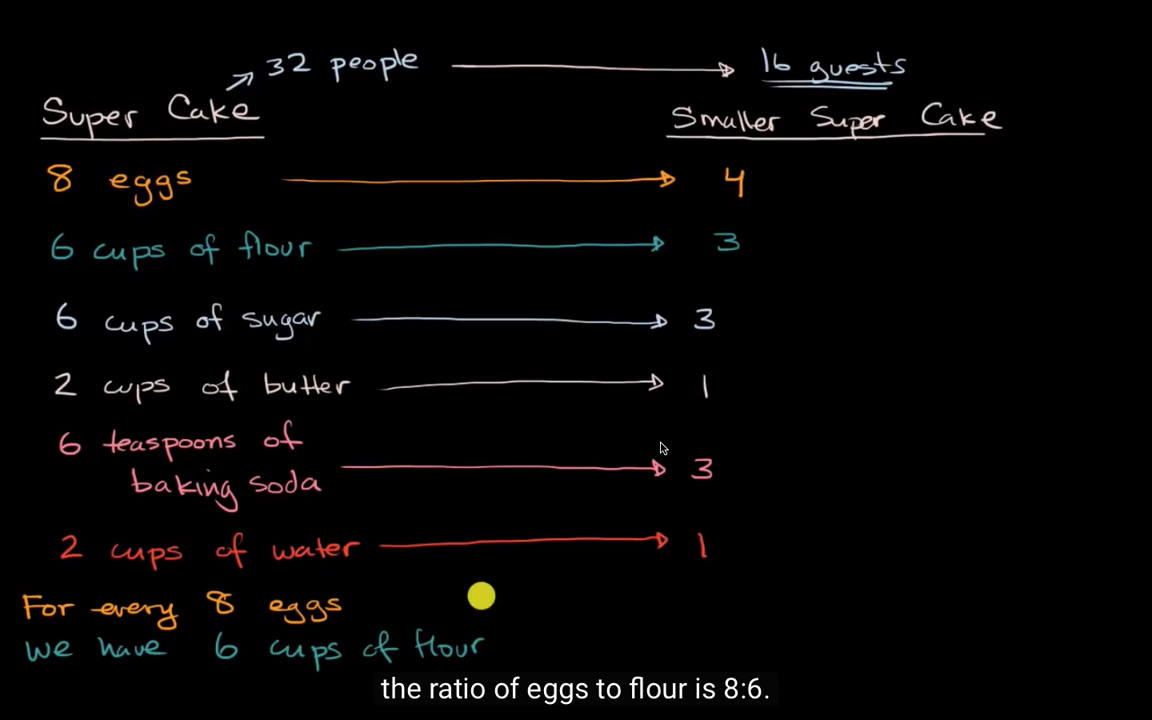 32 people 16 guests
Super Cake Smaller Super Cake
8 eggs 4
6 cups of flour 3
6 cups of sugar 3
2 cups of butter 1
6 teaspoons of
baking soda 3
2 cups of water 1
For every 8 eggs
we have 6 cups of flour
the ratio of eggs to flour is 8:6.